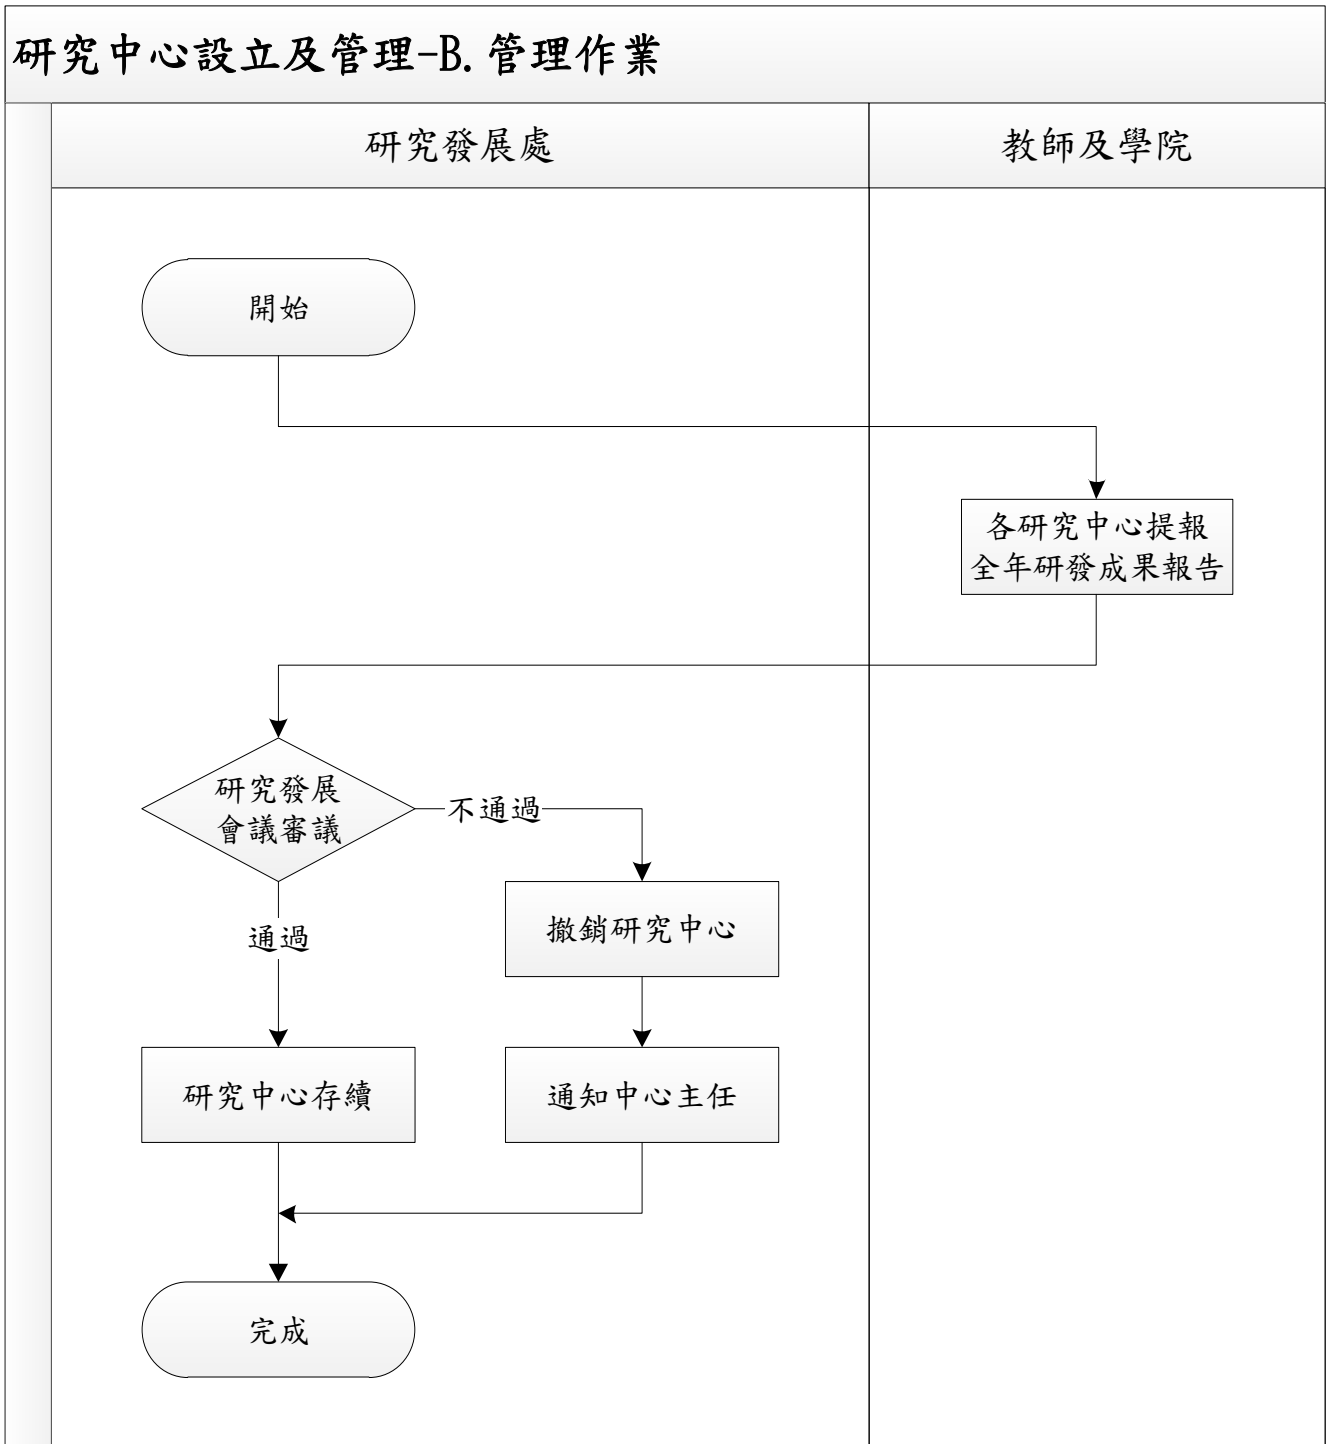 研究中心設立及管理-B.管理作業
研究發展處
教師及學院
開始
各研究中心提報
全年研發成果報告
研究發展
會議審議
不通過
通過
撤銷研究中心
研究中心存續
通知中心主任
完成